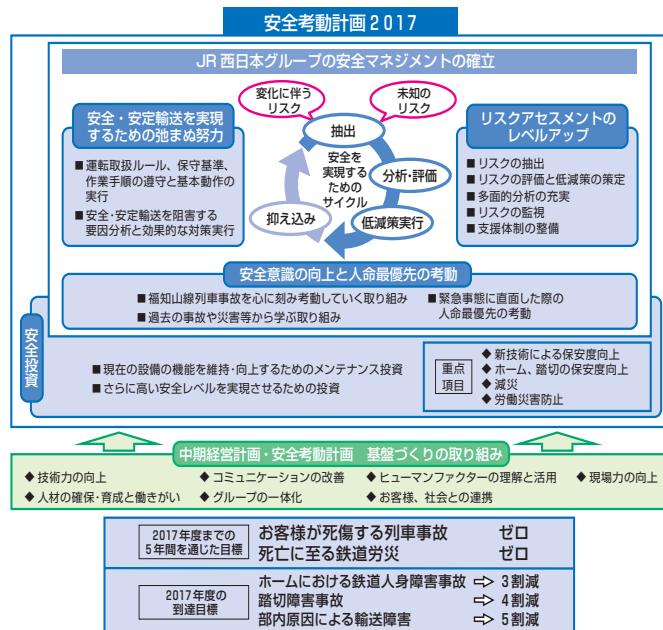 安全考動計画2017
JR西日本グループの安全マネジメントの確立
変化に伴う
リスク
未知の
リスク
安全・安定輸送を実現
するための弛まぬ努力
■運転取扱ルール、保守基準、
作業手順の遵守と基本動作の
実行
■安全・安定輸送を阻害する
要因分析と効果的な対策実行
抽出
安全を
実現する
ための
サイクル
分析・評価
低減策実行
抑え込み
リスクアセスメントの
レベルアップ
■リスクの抽出
■リスクの評価と低減策の策定
■多面的分析の充実
■リスクの監視
■支援体制の整備
安全意識の向上と人命最優先の考動
■福知山線列車事故を心に刻み考動していく取り組み
■過去の事故や災害等から学ぶ取り組み
■緊急事態に直面した際の
人命最優先の考動
安全投資
■現在の設備の機能を維持・向上するためのメンテナンス投資
■さらに高い安全レベルを実現させるための投資
重点
項目
◆新技術による保安度向上
◆ホーム、踏切の保安度向上
◆減災
◆労働災害防止
中期経営計画・安全考動計画 基盤づくりの取り組み
◆技術力の向上 ◆コミュニケーションの改善 ◆ヒューマンファクターの理解と活用 ◆現場力の向上
◆人材の確保・育成と働きがい ◆グループの一体化 ◆お客様、社会との連携
2017年度までの
5年間を通じた目標
お客様が死傷する列車事故 ゼロ
死亡に至る鉄道労災 ゼロ
2017年度の
到達目標
ホームにおける鉄道人身障害事故 ⇨ 3割減
踏切障害事故 ⇨ 4割減
部内原因による輸送障害 ⇨ 5割減